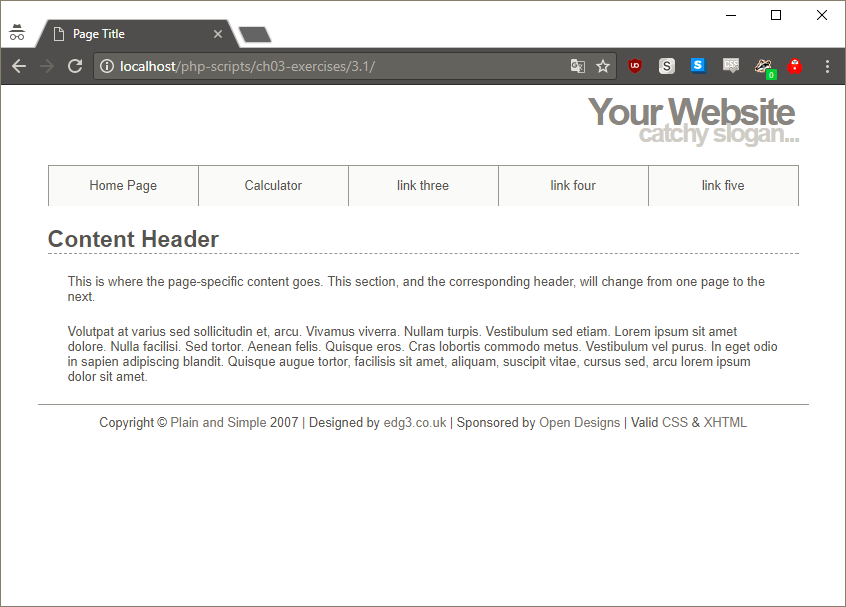 Page Title
localhost/php-scripts/ch03-exercises/3.1/
UD
S
S
CSS
0
Your Website
catchy slogan...
Home Page
Calculator
link three
link four
link five
Content Header
This is where the page-specific content goes. This section, and the corresponding header, will change from one page to the
next.
Volutpat at varius sed sollicitudin et, arcu. Vivamus viverra. Nullam turpis. Vestibulum sed etiam. Lorem ipsum sit amet
dolore. Nulla facilisi. Sed tortor. Aenean felis. Quisque eros. Cras lobortis commodo metus. Vestibulum vel purus. In eget odio
in sapien adipiscing blandit. Quisque augue tortor, facilisis sit amet, aliquam, suscipit vitae, cursus sed, arcu lorem ipsum
dolor sit amet.
Copyright © Plain and Simple 2007 | Designed by edg3.co.uk | Sponsored by Open Designs | Valid CSS & XHTML